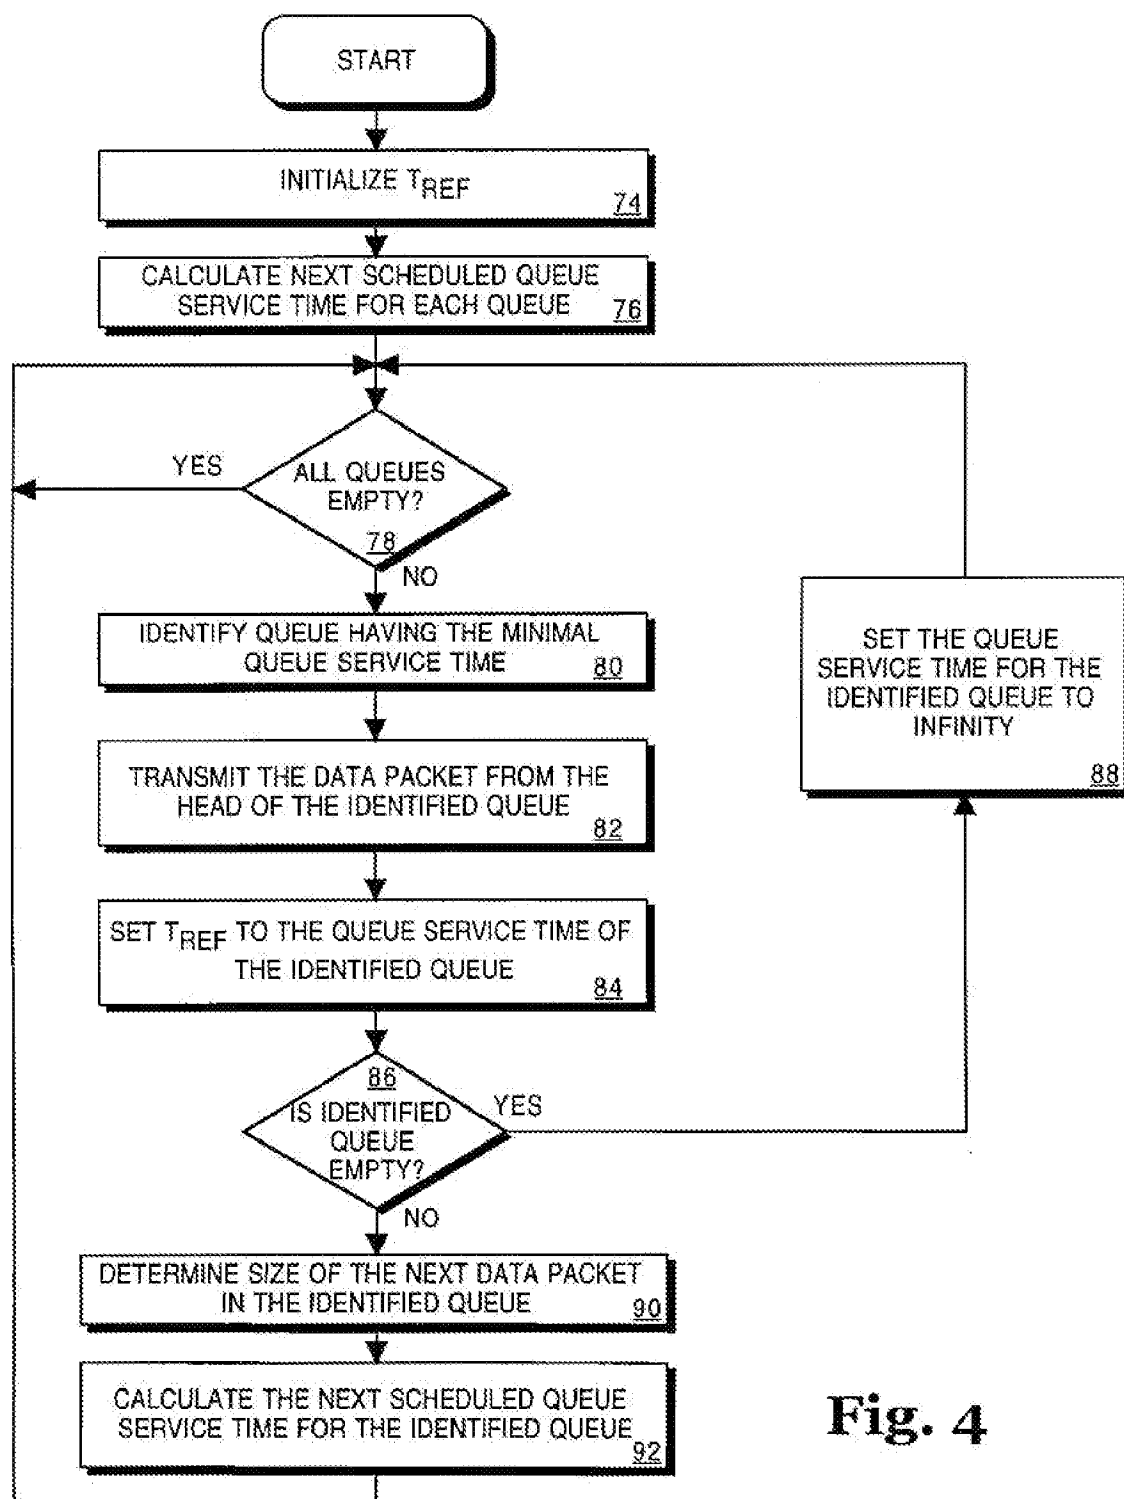 START
INITIALIZE TREF
74
CALCULATE NEXT SCHEDULED QUEUE
SERVICE TIME FOR EACH QUEUE
76
YES
ALL QUEUES
EMPTY?
78
NO
IDENTIFY QUEUE HAVING THE MINIMAL
QUEUE SERVICE TIME
80
SET THE QUEUE
SERVICE TIME FOR THE
IDENTIFIED QUEUE TO
INFINITY
88
TRANSMIT THE DATA PACKET FROM THE
HEAD OF THE IDENTIFIED QUEUE
82
SET TREF TO THE QUEUE SERVICE TIME OF
THE IDENTIFIED QUEUE
84
86
IS IDENTIFIED
QUEUE
EMPTY?
YES
NO
DETERMINE SIZE OF THE NEXT DATA PACKET
IN THE IDENTIFIED QUEUE
90
CALCULATE THE NEXT SCHEDULED QUEUE
SERVICE TIME FOR THE IDENTIFIED QUEUE
92
Fig. 4